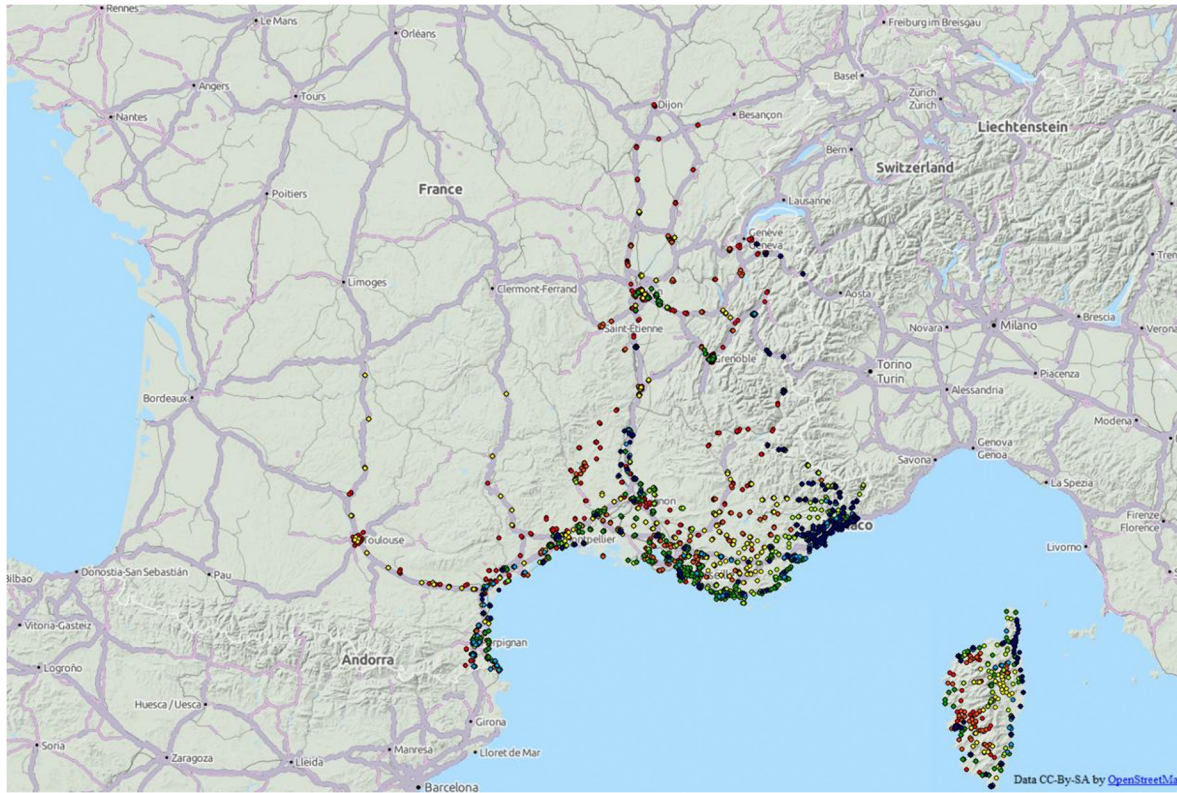 Rennes
Le Mans
Orléans
Freiburg im Breisgau
Angers
Tours
Basel
Zürich
Zürich
Dijon
Besançon
Nantes
Liechtenstein
Bern
Switzerland
France
Poitiers
Lausanne
Genève
Geneva
Limoges
Clermont-Ferrand
Aosta
Brescia
Saint-Étienne
Novara
Milano
Verona
Grenoble
Torino
Turin
Piacenza
Bordeaux
Alessandria
Modena
Genova
Genoa
Savona
La Spezia
Firenze
Florence
Toulouse
Livorno
Bilbao
Donostia-San Sebastián
Pau
Vitoria-Gasteiz
Andorra
Logroño
Huesca / Uesca
Girona
Soria
Zaragoza
Lleida
Manresa
Lloret de Mar
Barcelona
Data CC-By-SA by OpenStreetMa